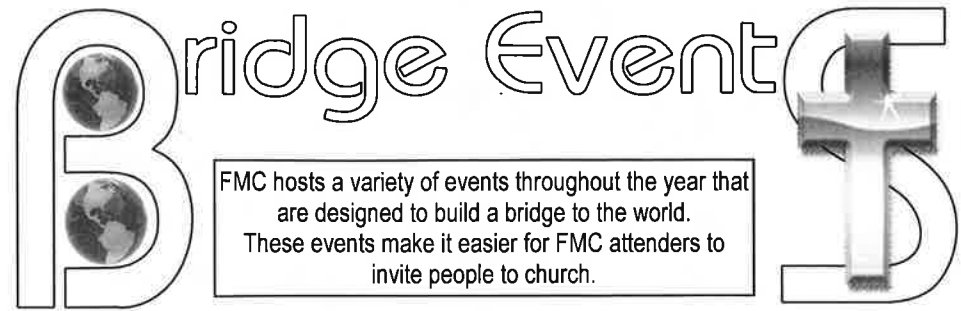 Bridge Events
FMC hosts a variety of events throughout the year that
are designed to build a bridge to the world.
These events make it easier for FMC attenders to
invite people to church.